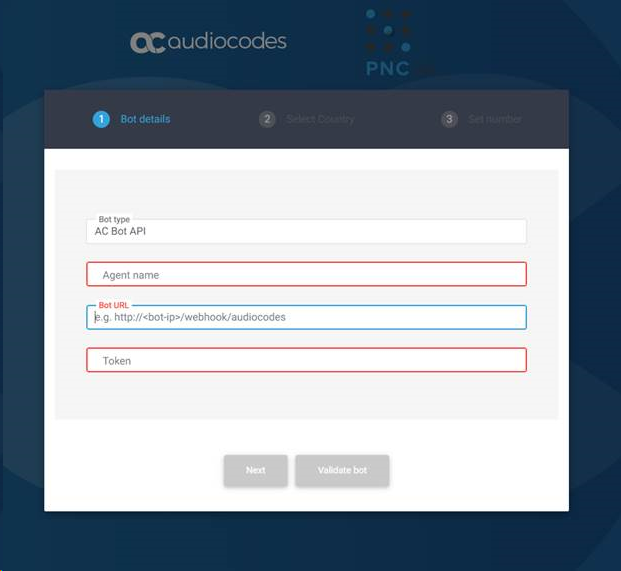 audiocodes
PNC
1 Bot details
2 Select Country
3 Set number
Bot type
AC Bot API
Agent name
Bot URL
e.g. http://<bot-ip>/webhook/audiocodes
Token
Next
Validate bot